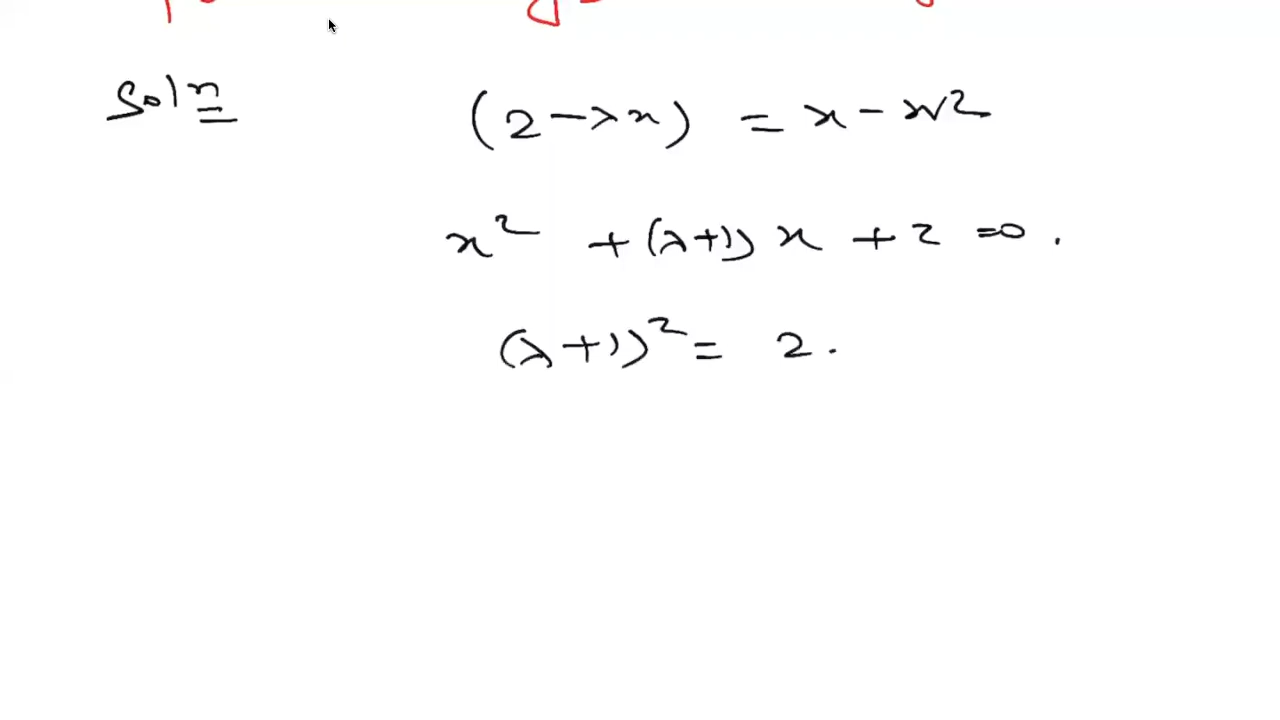 Soln
(2-λx) = x-x²
x² +(λ+1)x +2 =0.
(λ+1)² = 2.